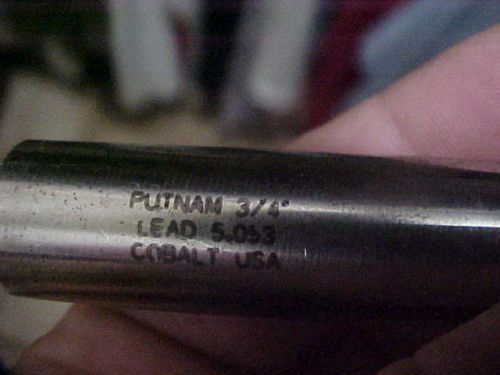 PUTNAM 3/4"
LEAD 5.053
COBALT USA